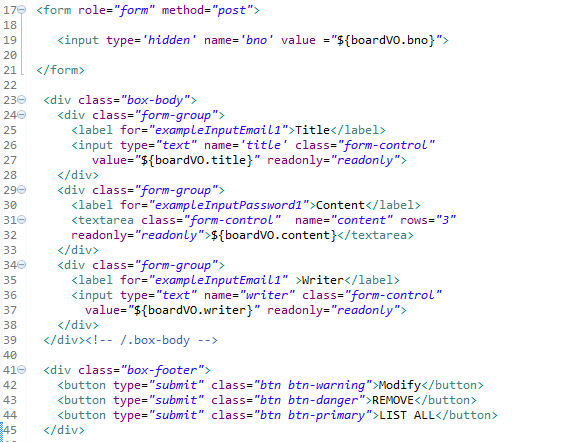 17 <form role="form" method="post">
18
19 <input type='hidden' name='bno' value ="${boardVO.bno}">
20
21 </form>
22
23 <div class="box-body">
24 <div class="form-group">
25 <label for="exampleInputEmail1">Title</label>
26 <input type="text" name='title' class="form-control"
27 value="${boardVO.title}" readonly="readonly">
28 </div>
29 <div class="form-group">
30 <label for="exampleInputPassword1">Content</label>
31 <textarea class="form-control" name="content" rows="3"
32 readonly="readonly">${boardVO.content}</textarea>
33 </div>
34 <div class="form-group">
35 <label for="exampleInputEmail1" >Writer</label>
36 <input type="text" name="writer" class="form-control"
37 value="${boardVO.writer}" readonly="readonly">
38 </div>
39 </div><!-- /.box-body -->
40
41 <div class="box-footer">
42 <button type="submit" class="btn btn-warning">Modify</button>
43 <button type="submit" class="btn btn-danger">REMOVE</button>
44 <button type="submit" class="btn btn-primary">LIST ALL</button>
45 </div>